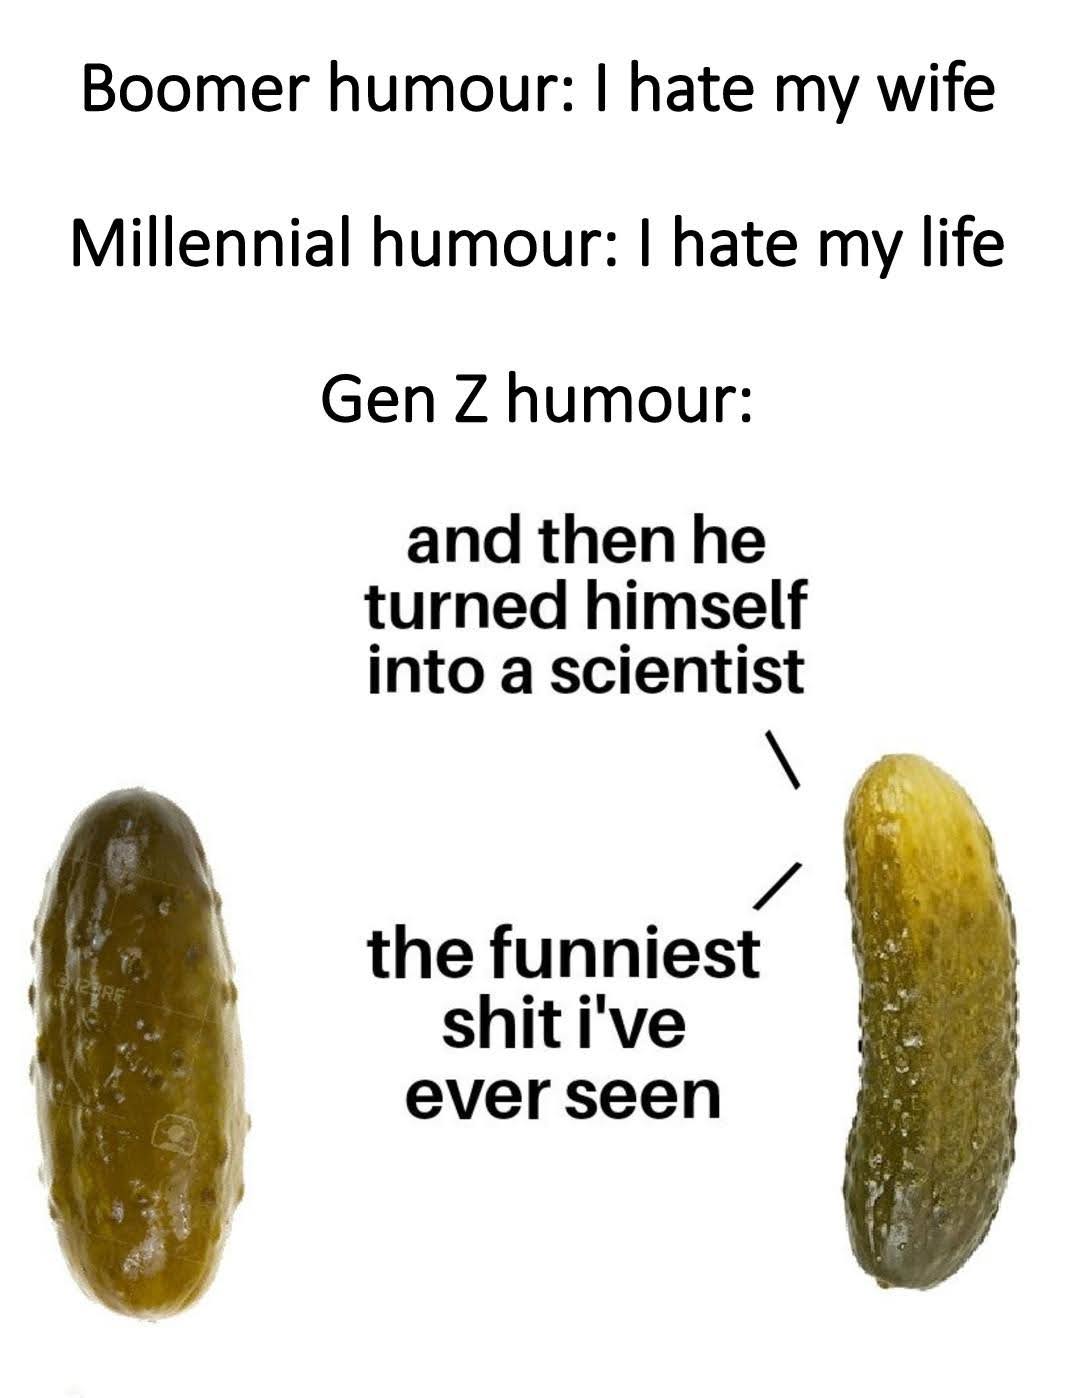 Boomer humour: I hate my wife
Millennial humour: I hate my life
Gen Z humour:
and then he
turned himself
into a scientist
the funniest
shit i've
ever seen